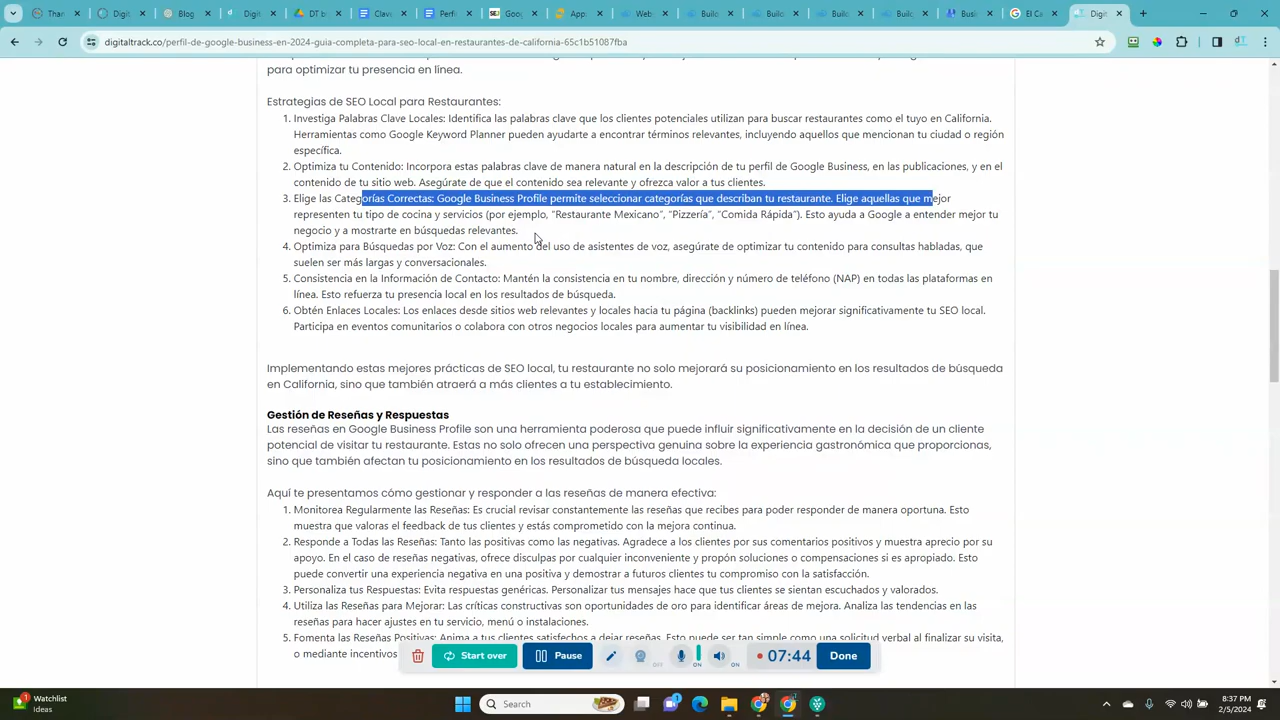 Than
Digit
Blog
Digit
DT b
Clav
Perfi
Goo
App
Web
Build
Build
Build
Build
Busi
El Ca
Digit
digitaltrack.co/perfil-de-google-business-en-2024-guia-completa-para-seo-local-en-restaurantes-de-california-65c1b51087fba
para optimizar tu presencia en línea.
Estrategias de SEO Local para Restaurantes:
1. Investiga Palabras Clave Locales: Identifica las palabras clave que los clientes potenciales utilizan para buscar restaurantes como el tuyo en California.
Herramientas como Google Keyword Planner pueden ayudarte a encontrar términos relevantes, incluyendo aquellos que mencionan tu ciudad o región
específica.
2. Optimiza tu Contenido: Incorpora estas palabras clave de manera natural en la descripción de tu perfil de Google Business, en las publicaciones, y en el
contenido de tu sitio web. Asegúrate de que el contenido sea relevante y ofrezca valor a tus clientes.
3. Elige las Categorías Correctas: Google Business Profile permite seleccionar categorías que describan tu restaurante. Elige aquellas que mejor
representen tu tipo de cocina y servicios (por ejemplo, "Restaurante Mexicano", "Pizzería", "Comida Rápida"). Esto ayuda a Google a entender mejor tu
negocio y a mostrarte en búsquedas relevantes.
4. Optimiza para Búsquedas por Voz: Con el aumento del uso de asistentes de voz, asegúrate de optimizar tu contenido para consultas habladas, que
suelen ser más largas y conversacionales.
5. Consistencia en la Información de Contacto: Mantén la consistencia en tu nombre, dirección y número de teléfono (NAP) en todas las plataformas en
línea. Esto refuerza tu presencia local en los resultados de búsqueda.
6. Obtén Enlaces Locales: Los enlaces desde sitios web relevantes y locales hacia tu página (backlinks) pueden mejorar significativamente tu SEO local.
Participa en eventos comunitarios o colabora con otros negocios locales para aumentar tu visibilidad en línea.
Implementando estas mejores prácticas de SEO local, tu restaurante no solo mejorará su posicionamiento en los resultados de búsqueda
en California, sino que también atraerá a más clientes a tu establecimiento.
Gestión de Reseñas y Respuestas
Las reseñas en Google Business Profile son una herramienta poderosa que puede influir significativamente en la decisión de un cliente
potencial de visitar tu restaurante. Estas no solo ofrecen una perspectiva genuina sobre la experiencia gastronómica que proporcionas,
sino que también afectan tu posicionamiento en los resultados de búsqueda locales.
Aquí te presentamos cómo gestionar y responder a las reseñas de manera efectiva:
1. Monitorea Regularmente las Reseñas: Es crucial revisar constantemente las reseñas que recibes para poder responder de manera oportuna. Esto
muestra que valoras el feedback de tus clientes y estás comprometido con la mejora continua.
2. Responde a Todas las Reseñas: Tanto las positivas como las negativas. Agradece a los clientes por sus comentarios positivos y muestra aprecio por su
apoyo. En el caso de reseñas negativas, ofrece disculpas por cualquier inconveniente y propón soluciones o compensaciones si es apropiado. Esto
puede convertir una experiencia negativa en una positiva y demostrar a futuros clientes tu compromiso con la satisfacción.
3. Personaliza tus Respuestas: Evita respuestas genéricas. Personalizar tus mensajes hace que tus clientes se sientan escuchados y valorados.
4. Utiliza las Reseñas para Mejorar: Las críticas constructivas son oportunidades de oro para identificar áreas de mejora. Analiza las tendencias en las
reseñas para hacer ajustes en tu servicio, menú o instalaciones.
5. Fomenta las Reseñas Positivas: Anima a tus clientes satisfechos a dejar reseñas. Esto puede ser tan simple como una solicitud verbal al finalizar su visita,
o mediante incentivos
Start over
Pause
OFF
ON
ON
07:44
Done
1
Watchlist
Ideas
Search
1
8:37 PM
2/5/2024